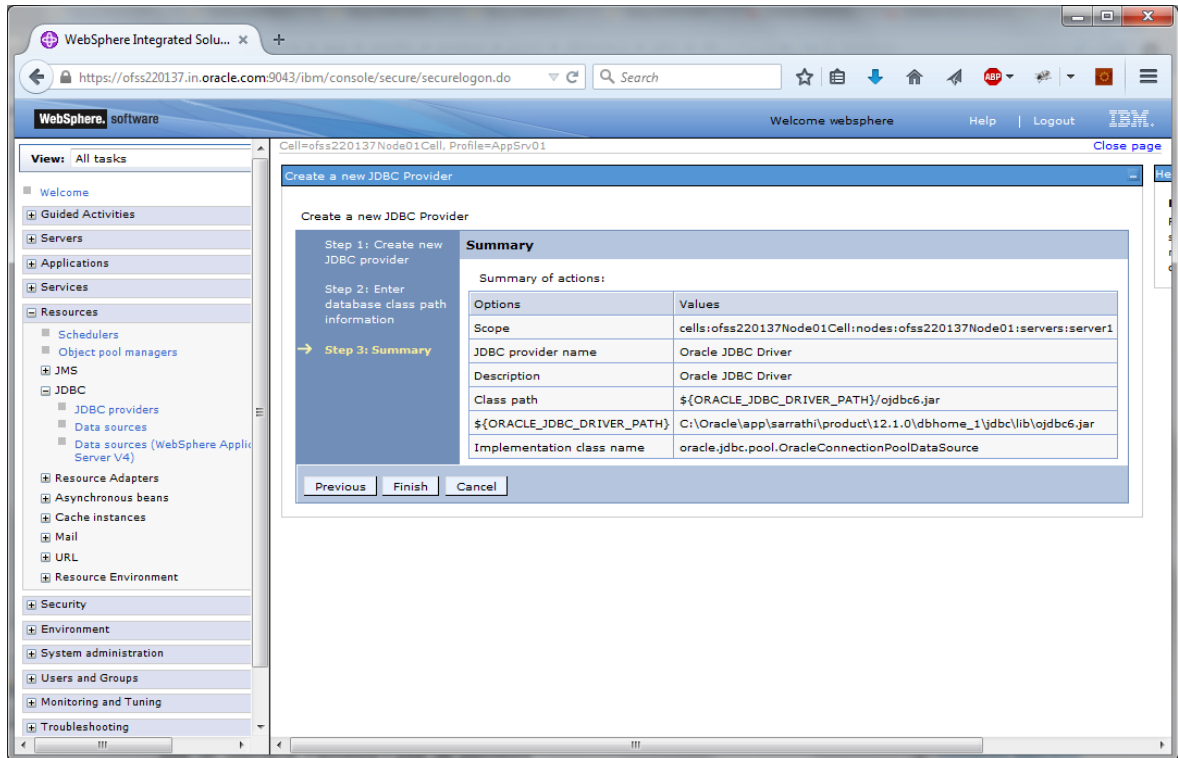 WebSphere Integrated Solu...
https://ofss220137.in.oracle.com:9043/ibm/console/secure/securelogon.do
Search
ABP
WebSphere. software
Welcome websphere
Help | Logout
IBM.
View: All tasks
Cell=ofss220137Node01Cell, Profile=AppSrv01
Close page
Welcome
Guided Activities
Servers
Applications
Services
Resources
Schedulers
Object pool managers
JMS
JDBC
JDBC providers
Data sources
Data sources (WebSphere Applic
Server V4)
Resource Adapters
Asynchronous beans
Cache instances
Mail
URL
Resource Environment
Security
Environment
System administration
Users and Groups
Monitoring and Tuning
Troubleshooting
Create a new JDBC Provider
He
Create a new JDBC Provider
Step 1: Create new
JDBC provider
Step 2: Enter
database class path
information
Step 3: Summary
Summary
Summary of actions:
Options Values
Scope cells:ofss220137Node01Cell:nodes:ofss220137Node01:servers:server1
JDBC provider name Oracle JDBC Driver
Description Oracle JDBC Driver
Class path ${ORACLE_JDBC_DRIVER_PATH}/ojdbc6.jar
${ORACLE_JDBC_DRIVER_PATH} C:\Oracle\app\sarrathi\product\12.1.0\dbhome_1\jdbc\lib\ojdbc6.jar
Implementation class name oracle.jdbc.pool.OracleConnectionPoolDataSource
Previous Finish Cancel